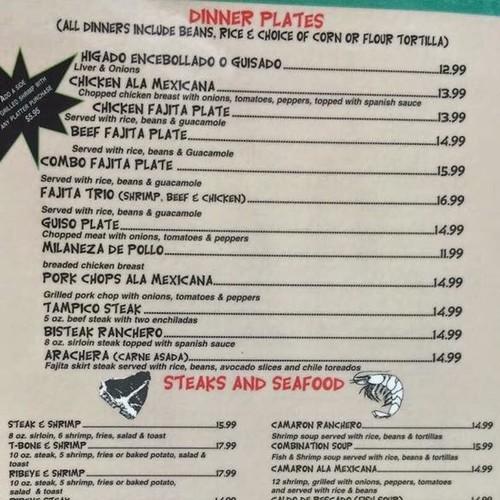 DINNER PLATES
(ALL DINNERS INCLUDE BEANS, RICE & CHOICE OF CORN OR FLOUR TORTILLA)
ADD A SIDE
GRILLED SHRIMP WITH
ANY PLATTER PURCHASE
$5.95
HIGADO ENCEBOLLADO O GUISADO 12.99
Liver & Onions
CHICKEN ALA MEXICANA 13.99
Chopped chicken breast with onions, tomatoes, peppers, topped with spanish sauce
CHICKEN FAJITA PLATE 13.99
Served with rice, beans & guacamole
BEEF FAJITA PLATE 14.99
Served with rice, beans & Guacamole
COMBO FAJITA PLATE 15.99
Served with rice, beans & guacamole
FAJITA TRIO (SHRIMP, BEEF & CHICKEN) 16.99
Served with rice, beans & guacamole
GUISO PLATE 14.99
Chopped meat with onions, tomatoes & peppers
MILANEZA DE POLLO 11.99
breaded chicken breast
PORK CHOPS ALA MEXICANA 14.99
Grilled pork chop with onions, tomatoes & peppers
TAMPICO STEAK 14.99
5 oz. beef steak with two enchiladas
BISTEAK RANCHERO 14.99
8 oz. sirloin steak topped with spanish sauce
ARACHERA (CARNE ASADA) 14.99
Fajita skirt steak served with rice, beans, avocado slices and chile toreados
STEAKS AND SEAFOOD
STEAK & SHRIMP 15.99
8 oz. sirloin, 6 shrimp, fries, salad & toast
T-BONE & SHRIMP 17.99
10 oz. steak, 5 shrimp, fries or baked potato, salad &
toast
RIBEYE & SHRIMP 17.99
10 oz. steak, 5 shrimp, fries or baked potato,
salad & toast
CAMARON RANCHERO 14.99
Shrimp soup served with rice, beans & tortillas
COMBINATION SOUP 15.99
Fish & Shrimp soup served with rice, beans & tortillas
CAMARON ALA MEXICANA 14.99
12 shrimp, grilled with onions, peppers, tomatoes
and served with rice & beans